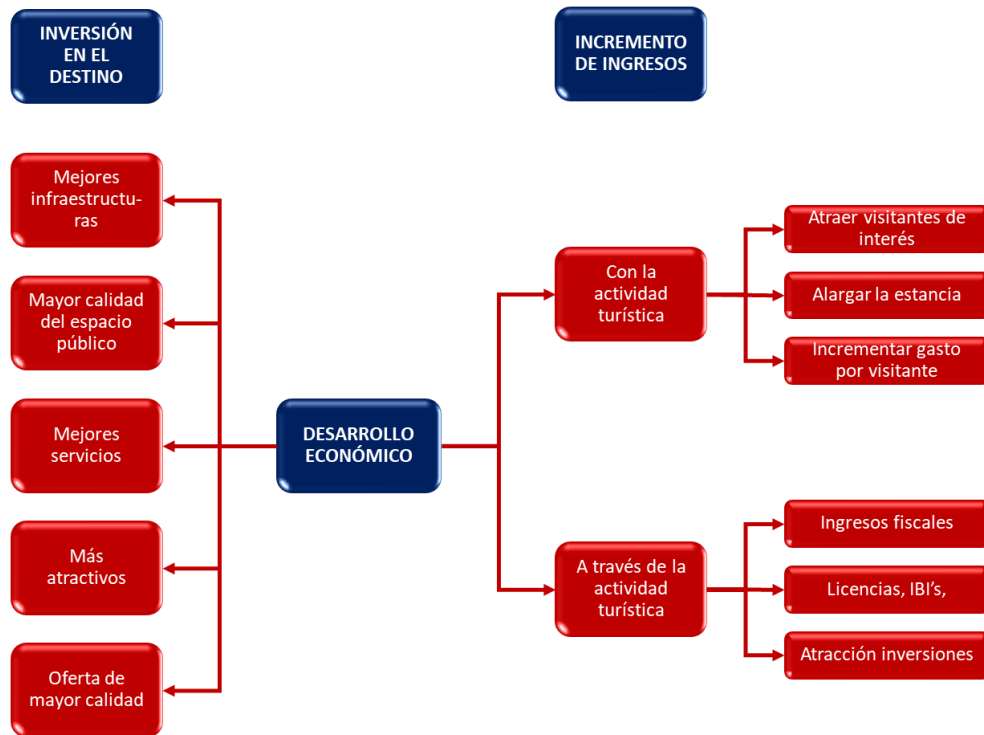 INVERSIÓN
EN EL
DESTINO
INCREMENTO
DE INGRESOS
Mejores
infraestructu-
ras
Mayor calidad
del espacio
público
Mejores
servicios
Más
atractivos
Oferta de
mayor calidad
DESARROLLO
ECONÓMICO
Con la
actividad
turística
Atraer visitantes de
interés
Alargar la estancia
Incrementar gasto
por visitante
A través de la
actividad
turística
Ingresos fiscales
Licencias, IBI’s,
Atracción inversiones